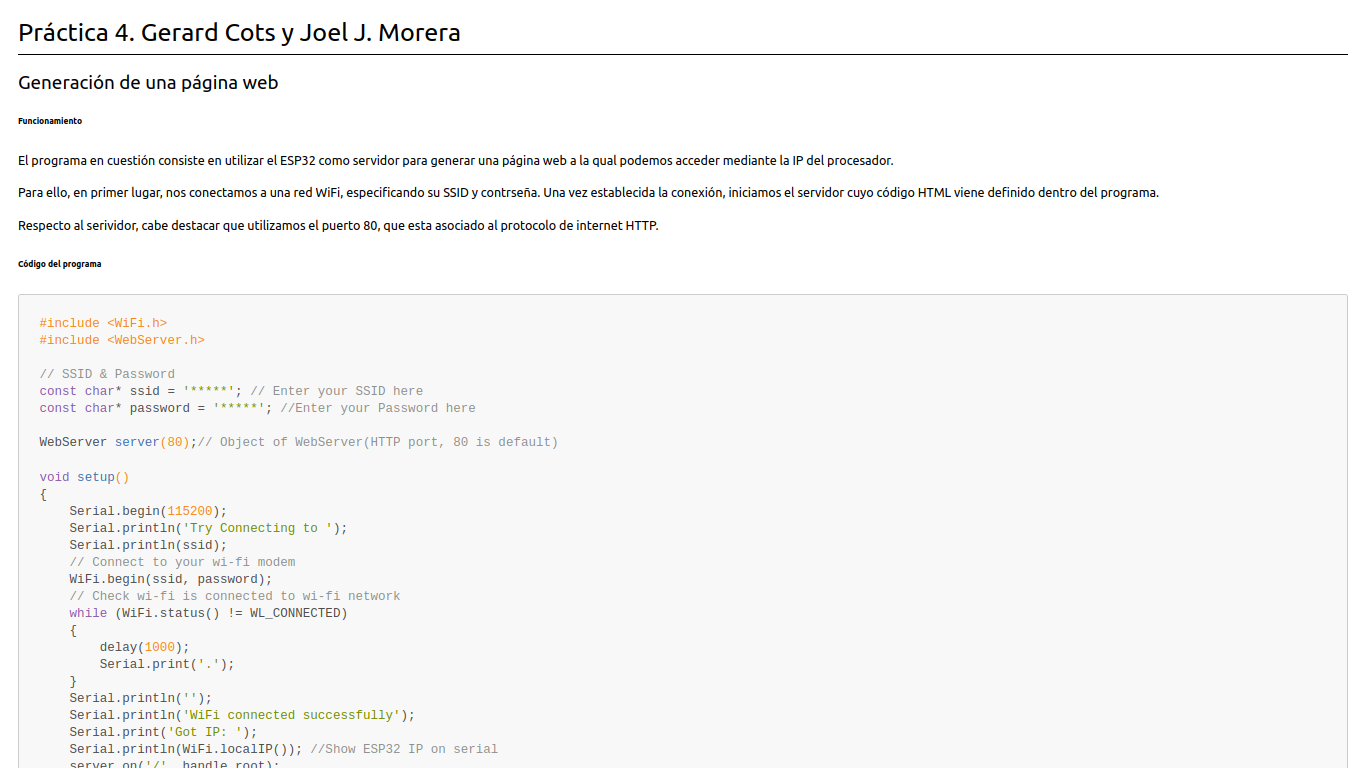 Práctica 4. Gerard Cots y Joel J. Morera
Generación de una página web
Funcionamiento
El programa en cuestión consiste en utilizar el ESP32 como servidor para generar una página web a la qual podemos acceder mediante la IP del procesador.
Para ello, en primer lugar, nos conectamos a una red WiFi, especificando su SSID y contrseña. Una vez establecida la conexión, iniciamos el servidor cuyo código HTML viene definido dentro del programa.
Respecto al serividor, cabe destacar que utilizamos el puerto 80, que esta asociado al protocolo de internet HTTP.
Código del programa
#include <WiFi.h>
#include <WebServer.h>
// SSID & Password
const char* ssid = '*****'; // Enter your SSID here
const char* password = '*****'; //Enter your Password here
WebServer server(80);// Object of WebServer(HTTP port, 80 is default)
void setup()
{
    Serial.begin(115200);
    Serial.println('Try Connecting to ');
    Serial.println(ssid);
    // Connect to your wi-fi modem
    WiFi.begin(ssid, password);
    // Check wi-fi is connected to wi-fi network
    while (WiFi.status() != WL_CONNECTED)
    {
        delay(1000);
        Serial.print('.');
    }
    Serial.println('');
    Serial.println('WiFi connected successfully');
    Serial.print('Got IP: ');
    Serial.println(WiFi.localIP()); //Show ESP32 IP on serial
    server.on('/', handle_root);